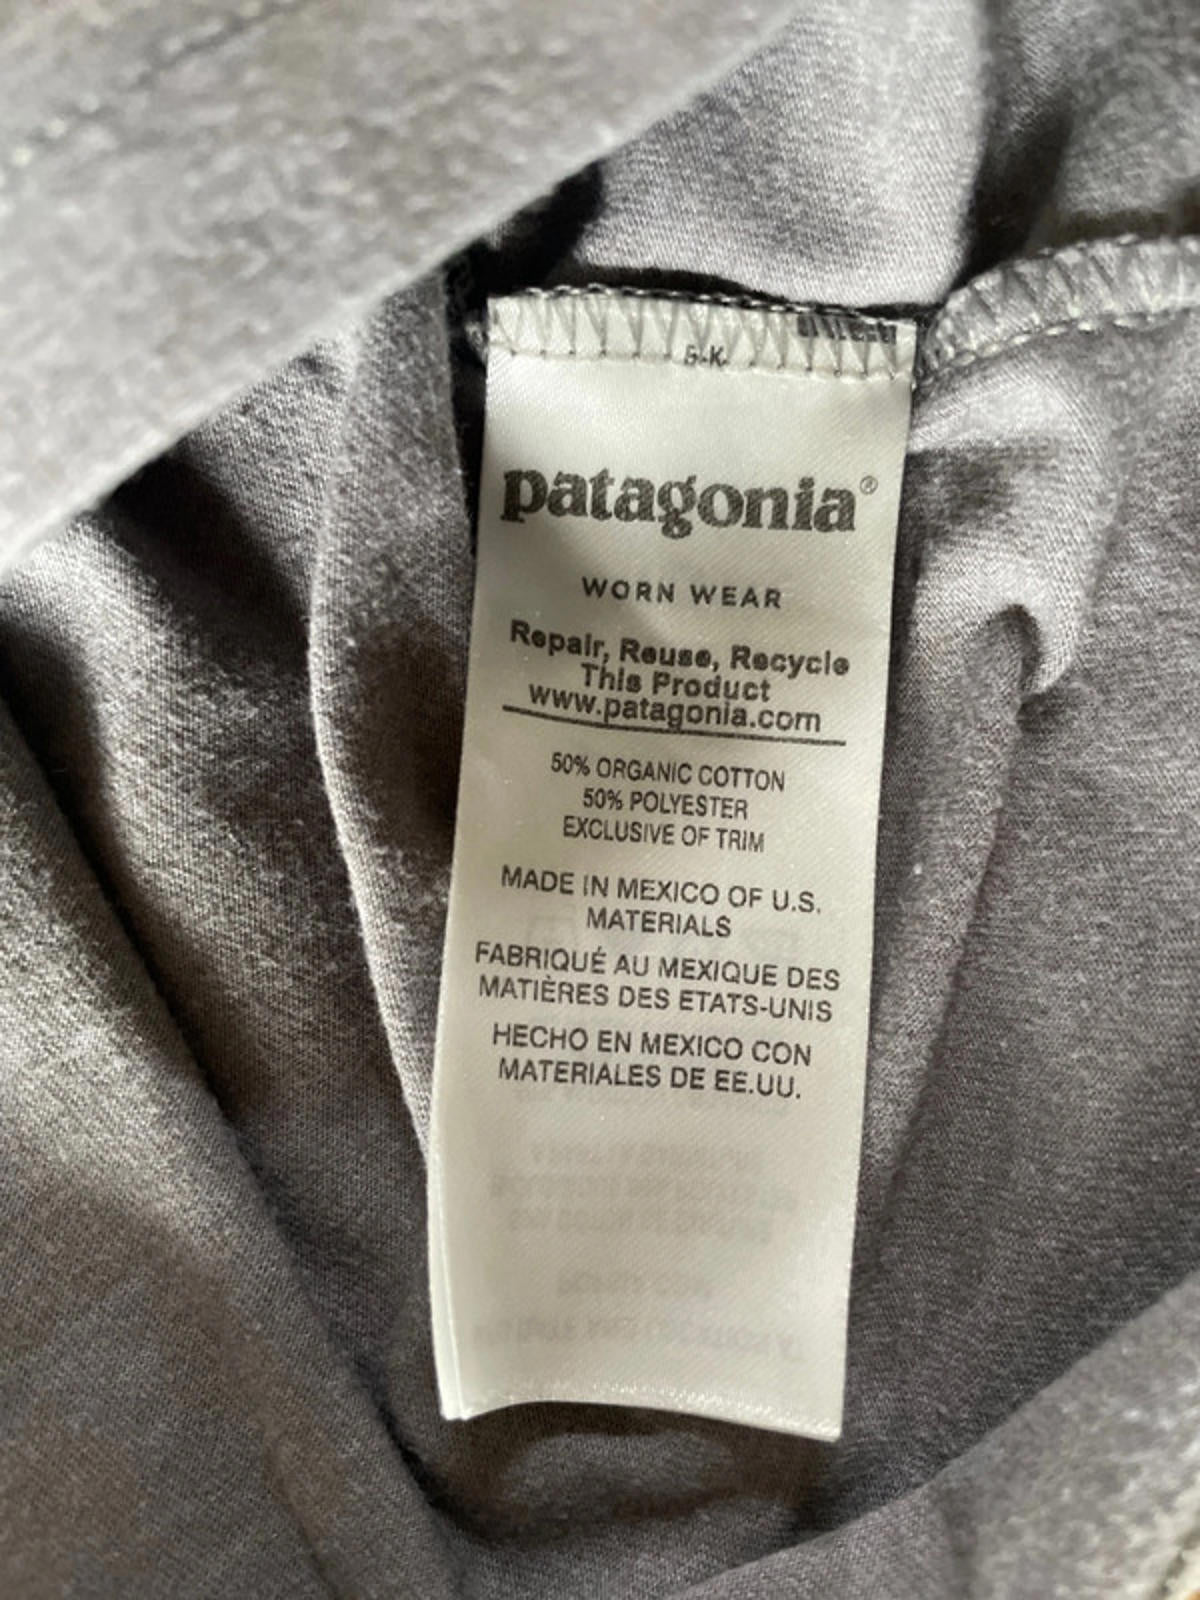 patagonia®
WORN WEAR
Repair, Reuse, Recycle
This Product
www.patagonia.com
50% ORGANIC COTTON
50% POLYESTER
EXCLUSIVE OF TRIM
MADE IN MEXICO OF U.S.
MATERIALS
FABRIQUÉ AU MEXIQUE DES
MATIÈRES DES ETATS-UNIS
HECHO EN MEXICO CON
MATERIALES DE EE.UU.